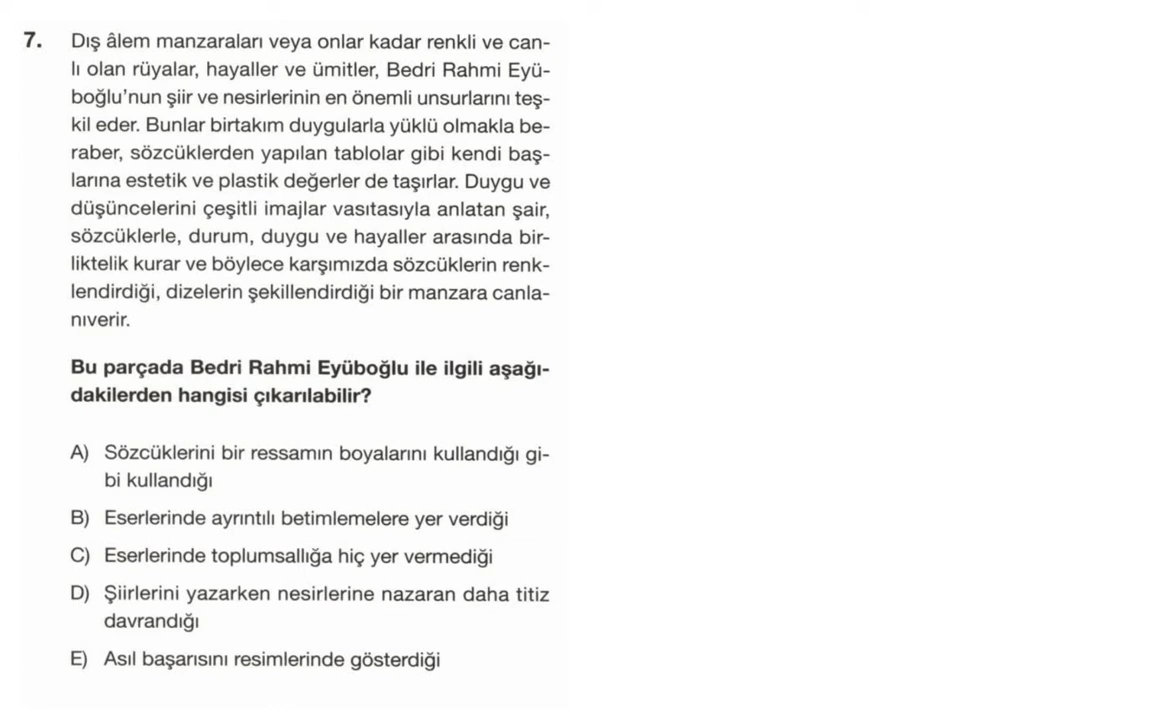 7. Dış âlem manzaraları veya onlar kadar renkli ve can-
lı olan rüyalar, hayaller ve ümitler, Bedri Rahmi Eyü-
boğlu’nun şiir ve nesirlerinin en önemli unsurlarını teş-
kil eder. Bunlar birtakım duygularla yüklü olmakla be-
raber, sözcüklerden yapılan tablolar gibi kendi baş-
larına estetik ve plastik değerler de taşırlar. Duygu ve
düşüncelerini çeşitli imajlar vasıtasıyla anlatan şair,
sözcüklerle, durum, duygu ve hayaller arasında bir-
liktelik kurar ve böylece karşımızda sözcüklerin renk-
lendirdiği, dizelerin şekillendirdiği bir manzara canla-
nıverir.
Bu parçada Bedri Rahmi Eyüboğlu ile ilgili aşağı-
dakilerden hangisi çıkarılabilir?
A) Sözcüklerini bir ressamın boyalarını kullandığı gi-
bi kullandığı
B) Eserlerinde ayrıntılı betimlemelere yer verdiği
C) Eserlerinde toplumsallığa hiç yer vermediği
D) Şiirlerini yazarken nesirlerine nazaran daha titiz
davrandığı
E) Asıl başarısını resimlerinde gösterdiği